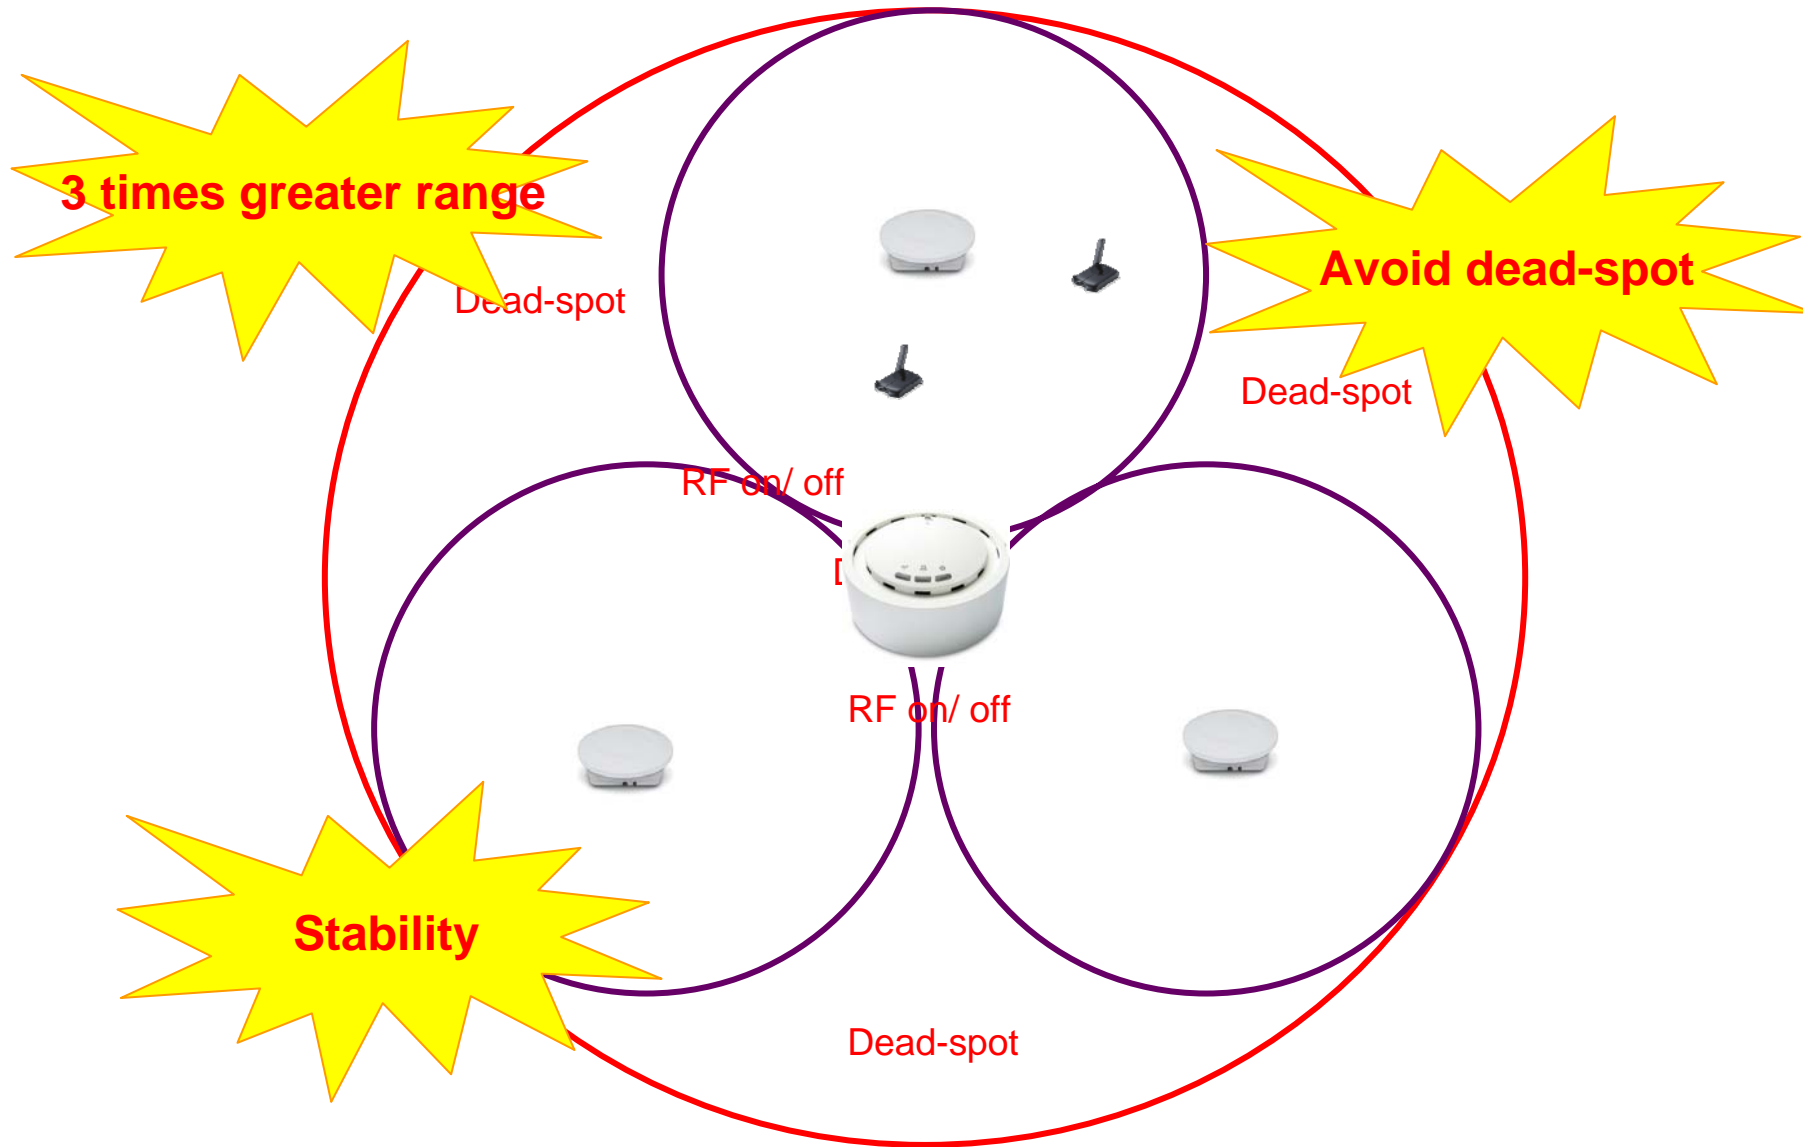 3 times greater range
Avoid dead-spot
Dead-spot
Dead-spot
RF on/ off
RF on/ off
Stability
Dead-spot